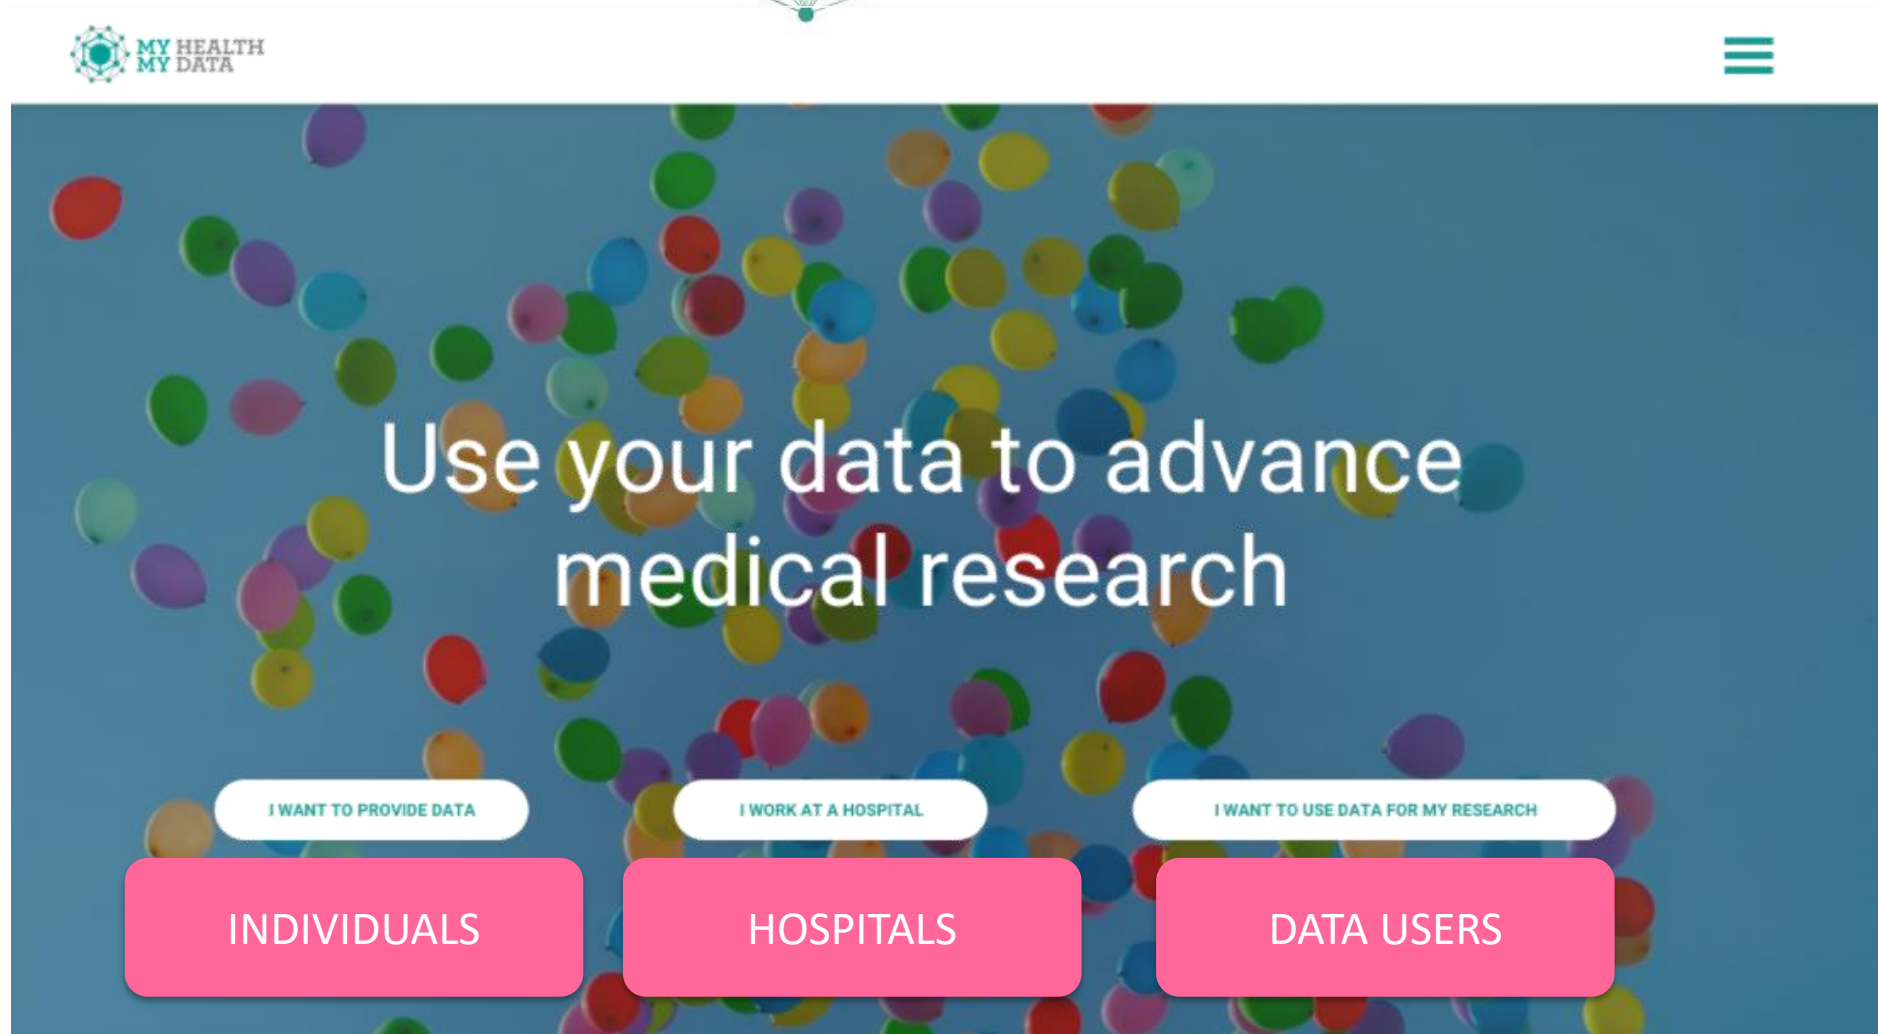 MY HEALTH
MY DATA
Use your data to advance
medical research
I WANT TO PROVIDE DATA
I WORK AT A HOSPITAL
I WANT TO USE DATA FOR MY RESEARCH
INDIVIDUALS
HOSPITALS
DATA USERS